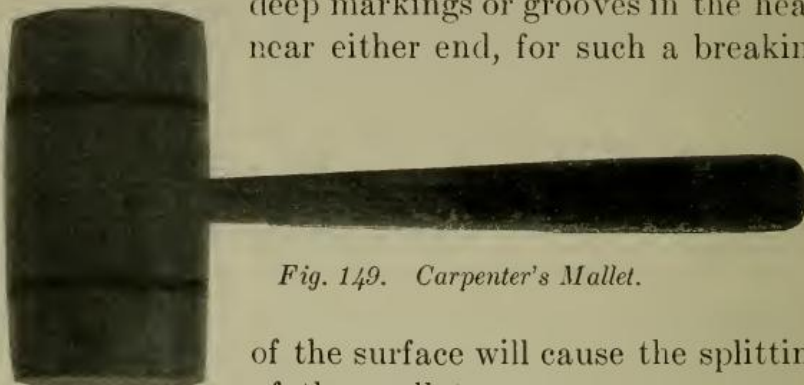 deep markings or grooves in the hea
near either end, for such a breakin
Fig. 149. Carpenter's Mallet.
of the surface will cause the splittin